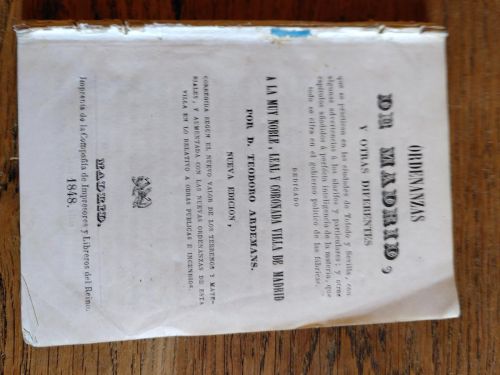 ORDENANZAS
DE MADRID,
Y OTRAS DIFERENTES
que se practican en las ciudades de Toledo y Sevilla, con
algunas advertencias á los alarifes y particulares; y otros
capítulos añadidos á perfecta inteligencia de la materia, que
todo se cifra en el gobierno político de las fábricas.
DEDICADO
A LA MUY NOBLE, LEAL Y CORONADA VILLA DE MADRID
POR D. TEODORO ARDEMANS.
NUEVA EDICION,
CORREGIDA SEGUN EL NUEVO VALOR DE LOS TERRENOS Y MATE-
RIALES, Y AUMENTADA CON LAS NUEVAS ORDENANZAS DE ESTA
VILLA EN LO RELATIVO A OBRAS PUBLICAS E INCENDIOS.
MADRID.
Imprenta de la Compañía de Impresores y Libreros del Reino.
1848.